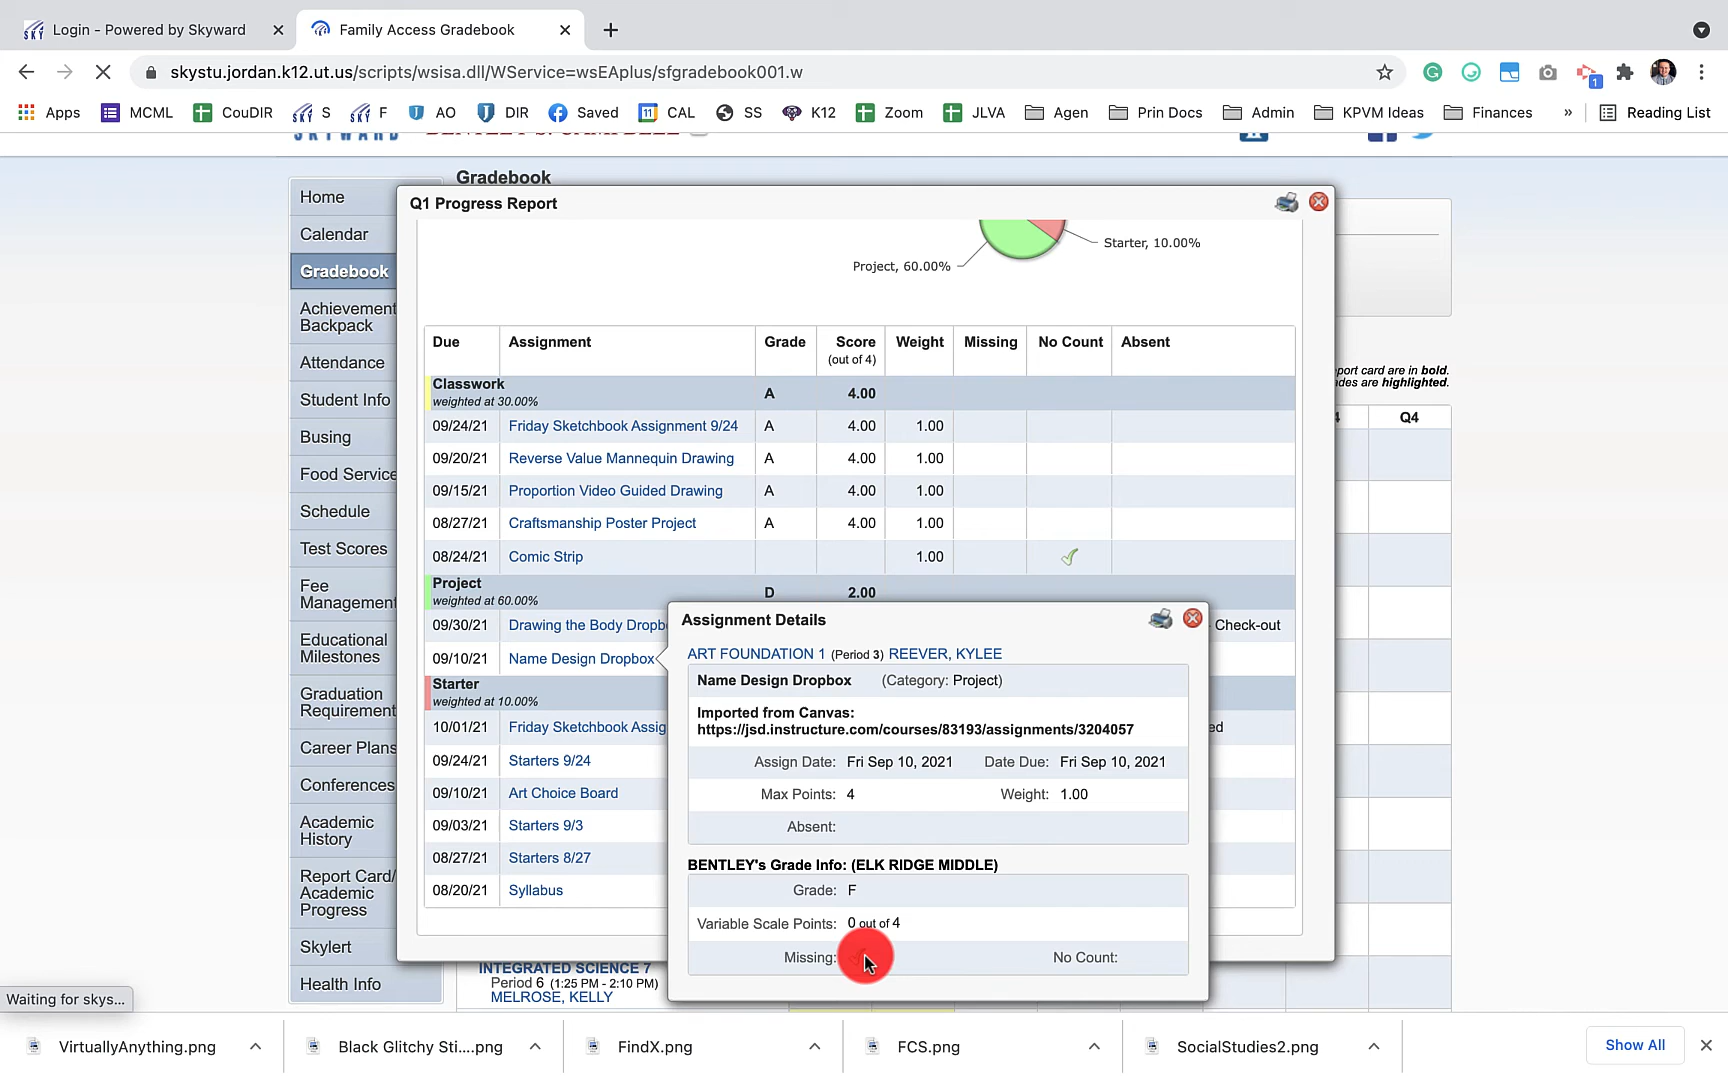 Login - Powered by Skyward
Family Access Gradebook
skystu.jordan.k12.ut.us/scripts/wsisa.dll/WService=wsEAplus/sfgradebook001.w
1
Apps
MCML
CouDIR
S
F
AO
DIR
Saved
11
CAL
SS
K12
Zoom
JLVA
Agen
Prin Docs
Admin
KPVM Ideas
Finances
»
Reading List
SKYWARD
Gradebook
Home
Calendar
Gradebook
Achievement
Backpack
Attendance
Student Info
Busing
Food Service
Schedule
Test Scores
Fee
Management
Educational
Milestones
Graduation
Requirement
Career Plans
Conferences
Academic
History
Report Card/
Academic
Progress
Skylert
Health Info
Q1 Progress Report
Starter, 10.00%
Project, 60.00%
Due Assignment Grade Score Weight Missing No Count Absent
(out of 4)
Classwork
weighted at 30.00% A 4.00
09/24/21 Friday Sketchbook Assignment 9/24 A 4.00 1.00
09/20/21 Reverse Value Mannequin Drawing A 4.00 1.00
09/15/21 Proportion Video Guided Drawing A 4.00 1.00
08/27/21 Craftsmanship Poster Project A 4.00 1.00
08/24/21 Comic Strip 1.00
Project
weighted at 60.00% D 2.00
09/30/21 Drawing the Body Dropb Check-out
09/10/21 Name Design Dropbox
Starter
weighted at 10.00%
10/01/21 Friday Sketchbook Assig ed
09/24/21 Starters 9/24
09/10/21 Art Choice Board
09/03/21 Starters 9/3
08/27/21 Starters 8/27
08/20/21 Syllabus
Assignment Details
ART FOUNDATION 1 (Period 3) REEVER, KYLEE
Name Design Dropbox (Category: Project)
Imported from Canvas:
https://jsd.instructure.com/courses/83193/assignments/3204057
Assign Date: Fri Sep 10, 2021 Date Due: Fri Sep 10, 2021
Max Points: 4 Weight: 1.00
Absent:
BENTLEY's Grade Info: (ELK RIDGE MIDDLE)
Grade: F
Variable Scale Points: 0 out of 4
Missing: No Count:
port card are in bold.
des are highlighted.
4 Q4
INTEGRATED SCIENCE 7
Period 6 (1:25 PM - 2:10 PM)
MELROSE, KELLY
Waiting for skys...
VirtuallyAnything.png
Black Glitchy Sti....png
FindX.png
FCS.png
SocialStudies2.png
Show All